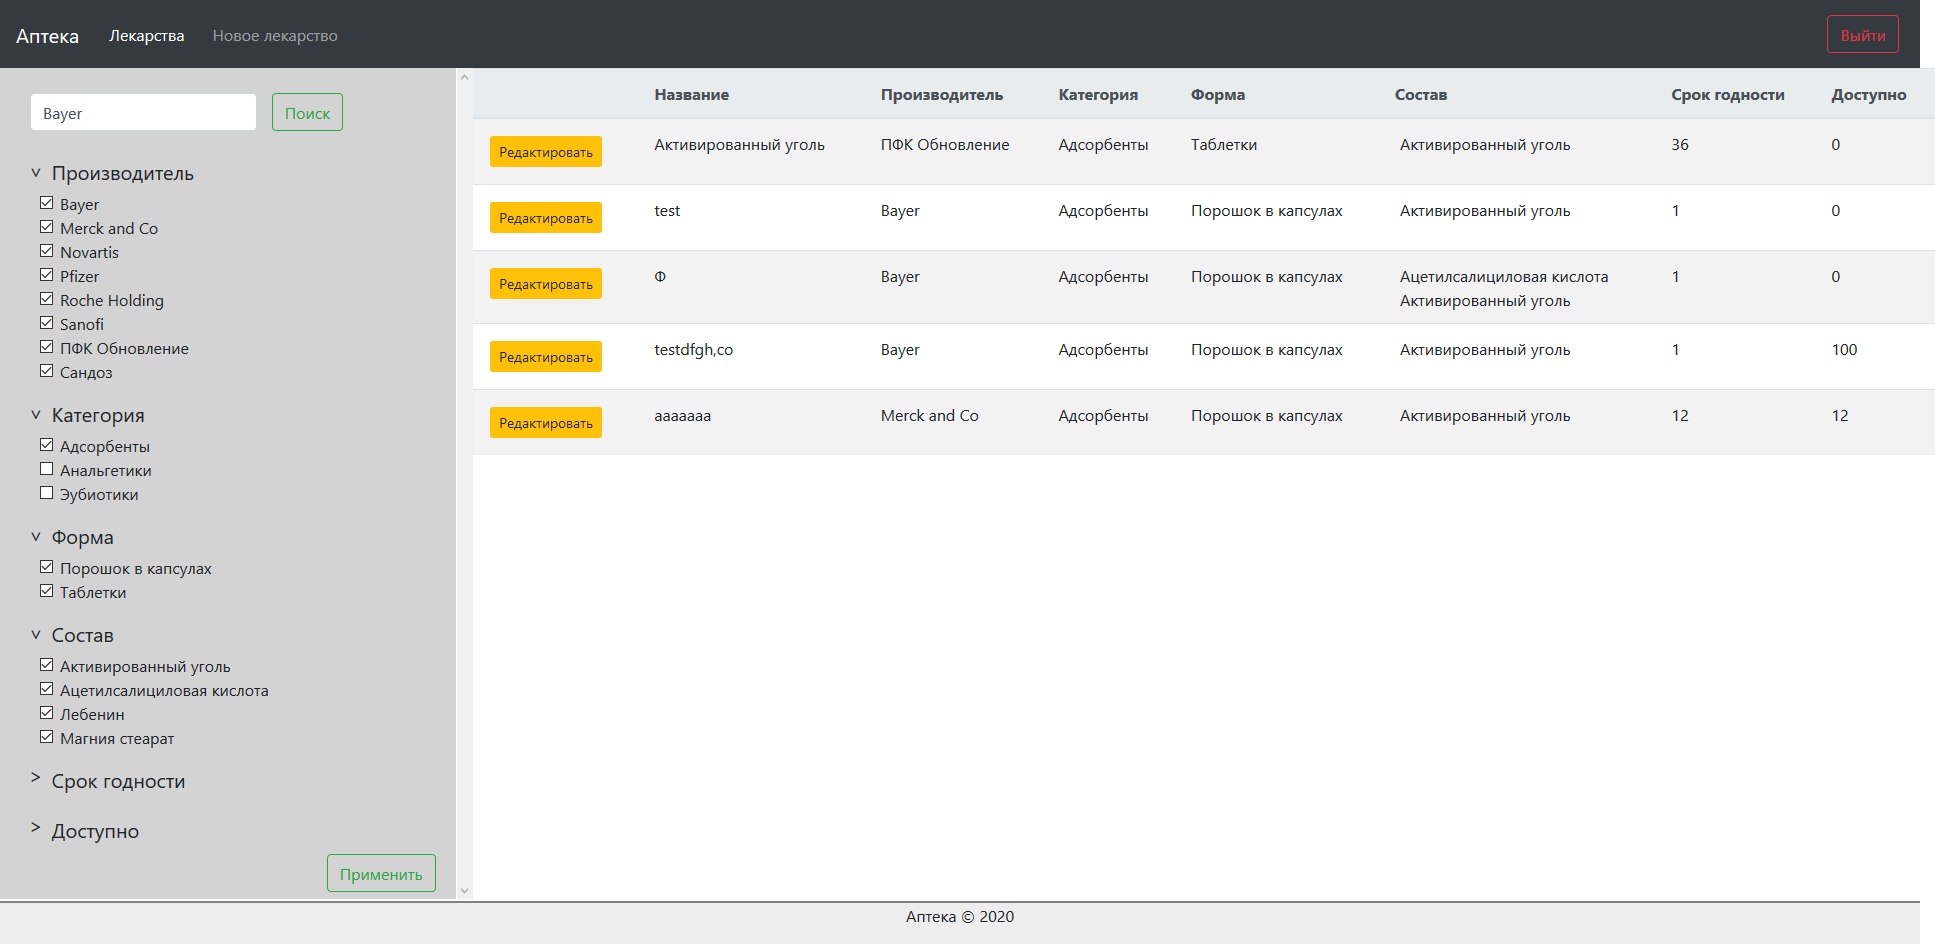 Аптека Лекарства Новое лекарство Выйти
Bayer Поиск
Производитель
Bayer
Merck and Co
Novartis
Pfizer
Roche Holding
Sanofi
ПФК Обновление
Сандоз
Категория
Адсорбенты
Анальгетики
Эубиотики
Форма
Порошок в капсулах
Таблетки
Состав
Активированный уголь
Ацетилсалициловая кислота
Лебенин
Магния стеарат
Срок годности
Доступно
Применить
Название Производитель Категория Форма Состав Срок годности Доступно
Редактировать Активированный уголь ПФК Обновление Адсорбенты Таблетки Активированный уголь 36 0
Редактировать test Bayer Адсорбенты Порошок в капсулах Активированный уголь 1 0
Редактировать Ф Bayer Адсорбенты Порошок в капсулах Ацетилсалициловая кислота 1 0
Активированный уголь
Редактировать testdfgh,co Bayer Адсорбенты Порошок в капсулах Активированный уголь 1 100
Редактировать aaaaaaa Merck and Co Адсорбенты Порошок в капсулах Активированный уголь 12 12
Аптека © 2020